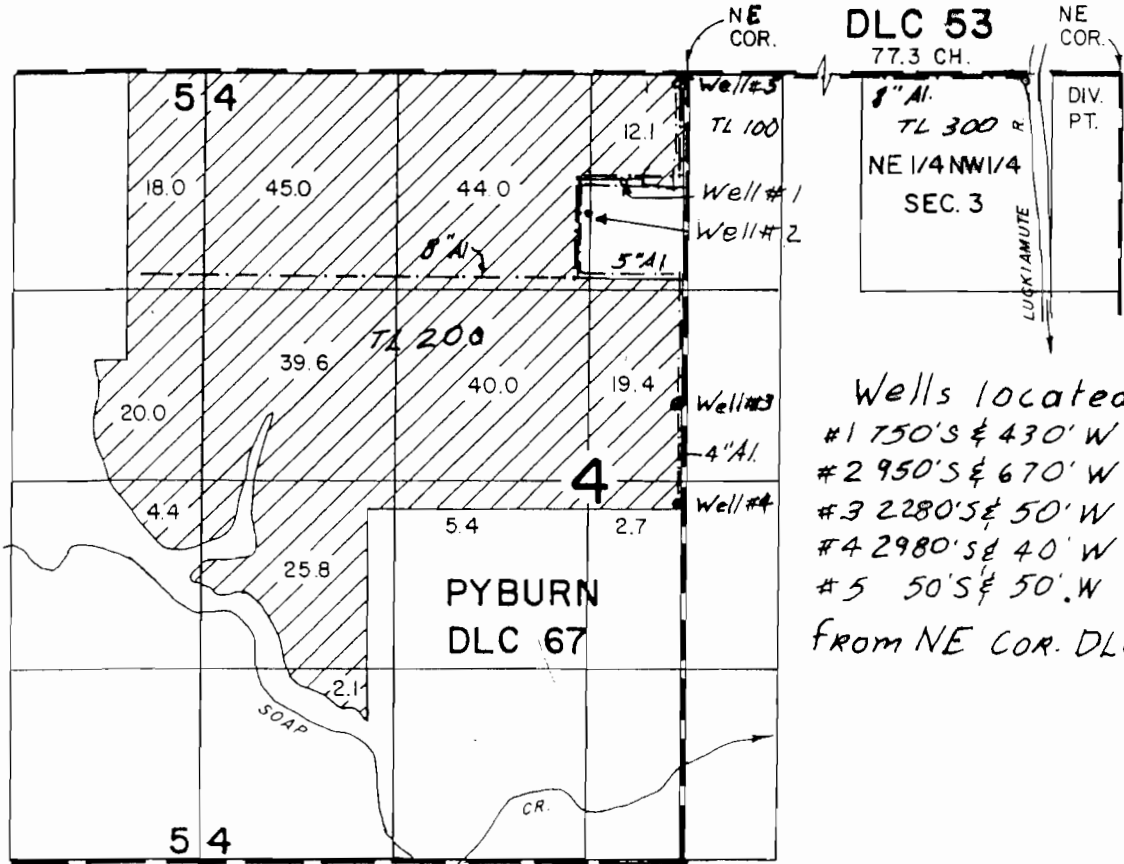 NE COR.
DLC 53
77.3 CH.
NE COR.
5 4
Well #5
TL 100
12.1
8" Al.
TL 300
R.
DIV. PT.
18.0
45.0
44.0
Well # 1
NE 1/4 NW 1/4
SEC. 3
Well # 2
LUCKIAMUTE
8" Al
5" Al.
TL 200
39.6
40.0
19.4
20.0
Well #3
4" Al.
4
Well #4
4.4
5.4
2.7
25.8
PYBURN
DLC 67
2.1
SOAP
CR.
5 4
Wells located
#1 750'S & 430' W
#2 950'S & 670' W
#3 2280'S & 50' W
#4 2980'S & 40' W
#5 50'S & 50'. W
from NE COR. DL